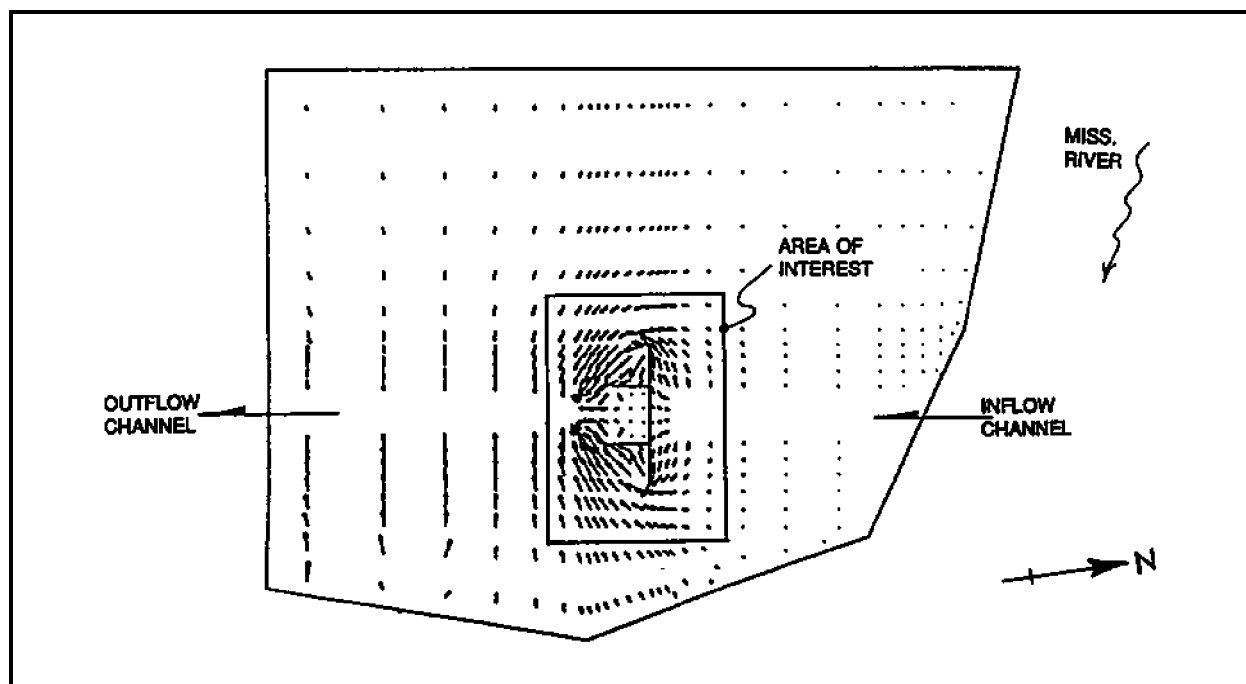 MISS.
RIVER
AREA OF
INTEREST
OUTFLOW
CHANNEL
INFLOW
CHANNEL
N